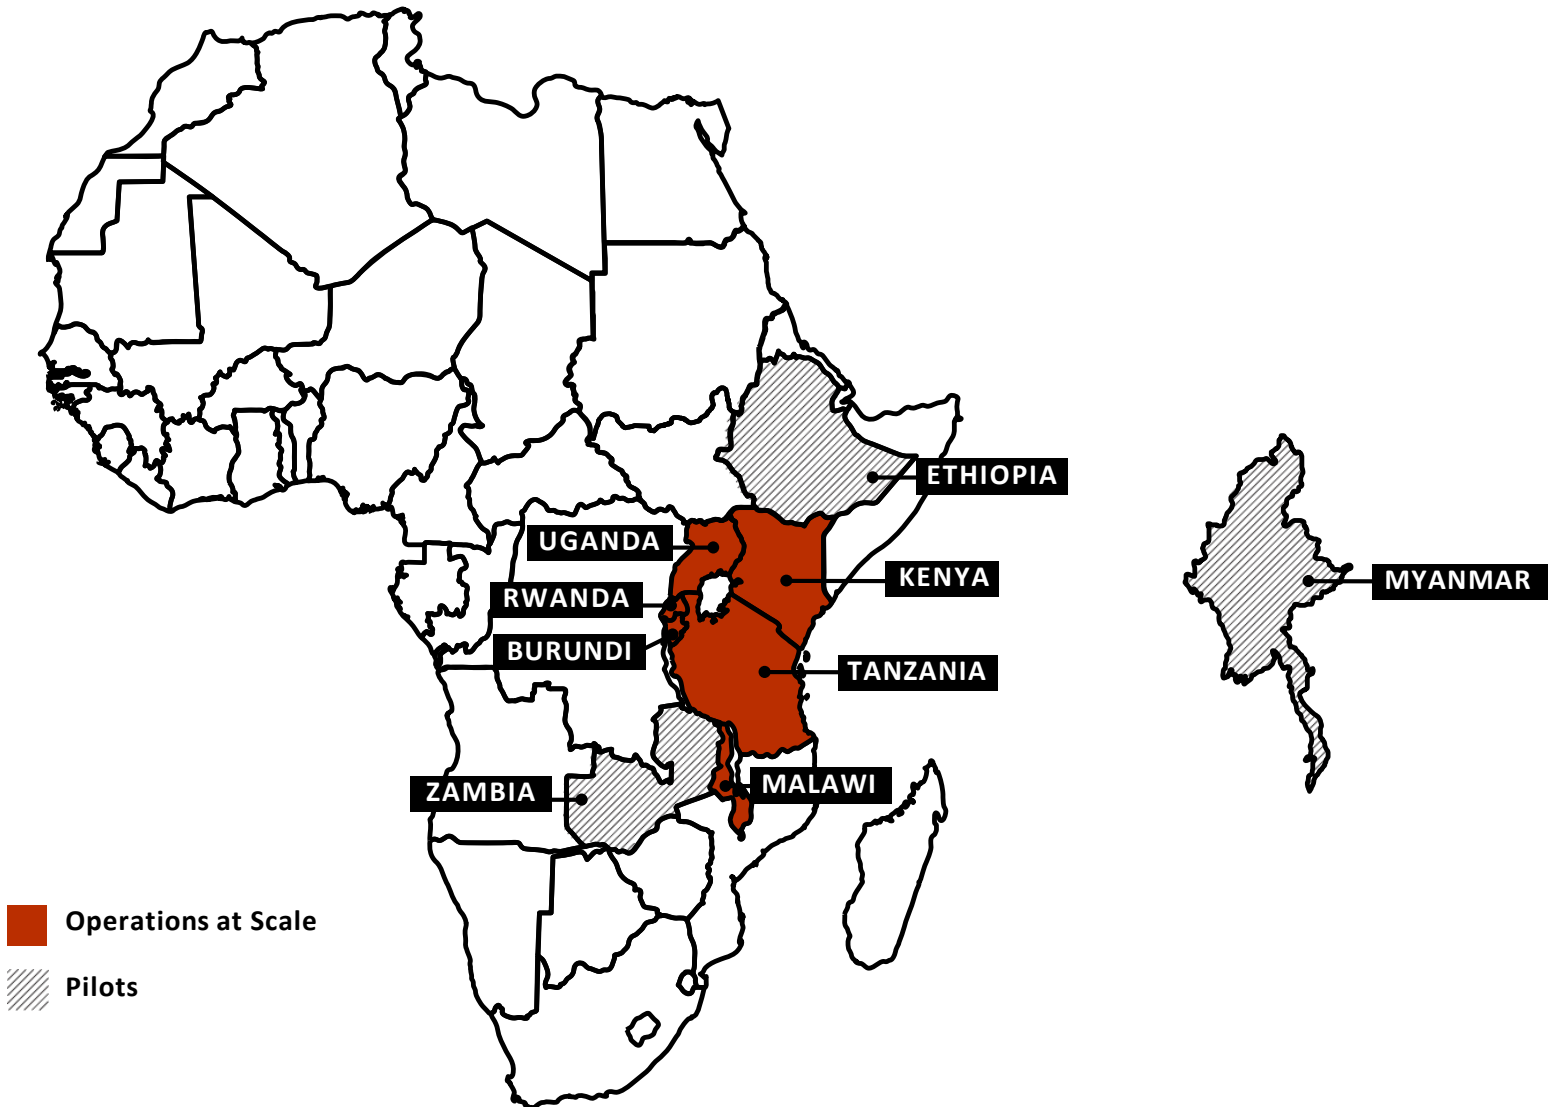 ETHIOPIA
UGANDA
KENYA
MYANMAR
RWANDA
BURUNDI
TANZANIA
ZAMBIA
MALAWI
Operations at Scale
Pilots